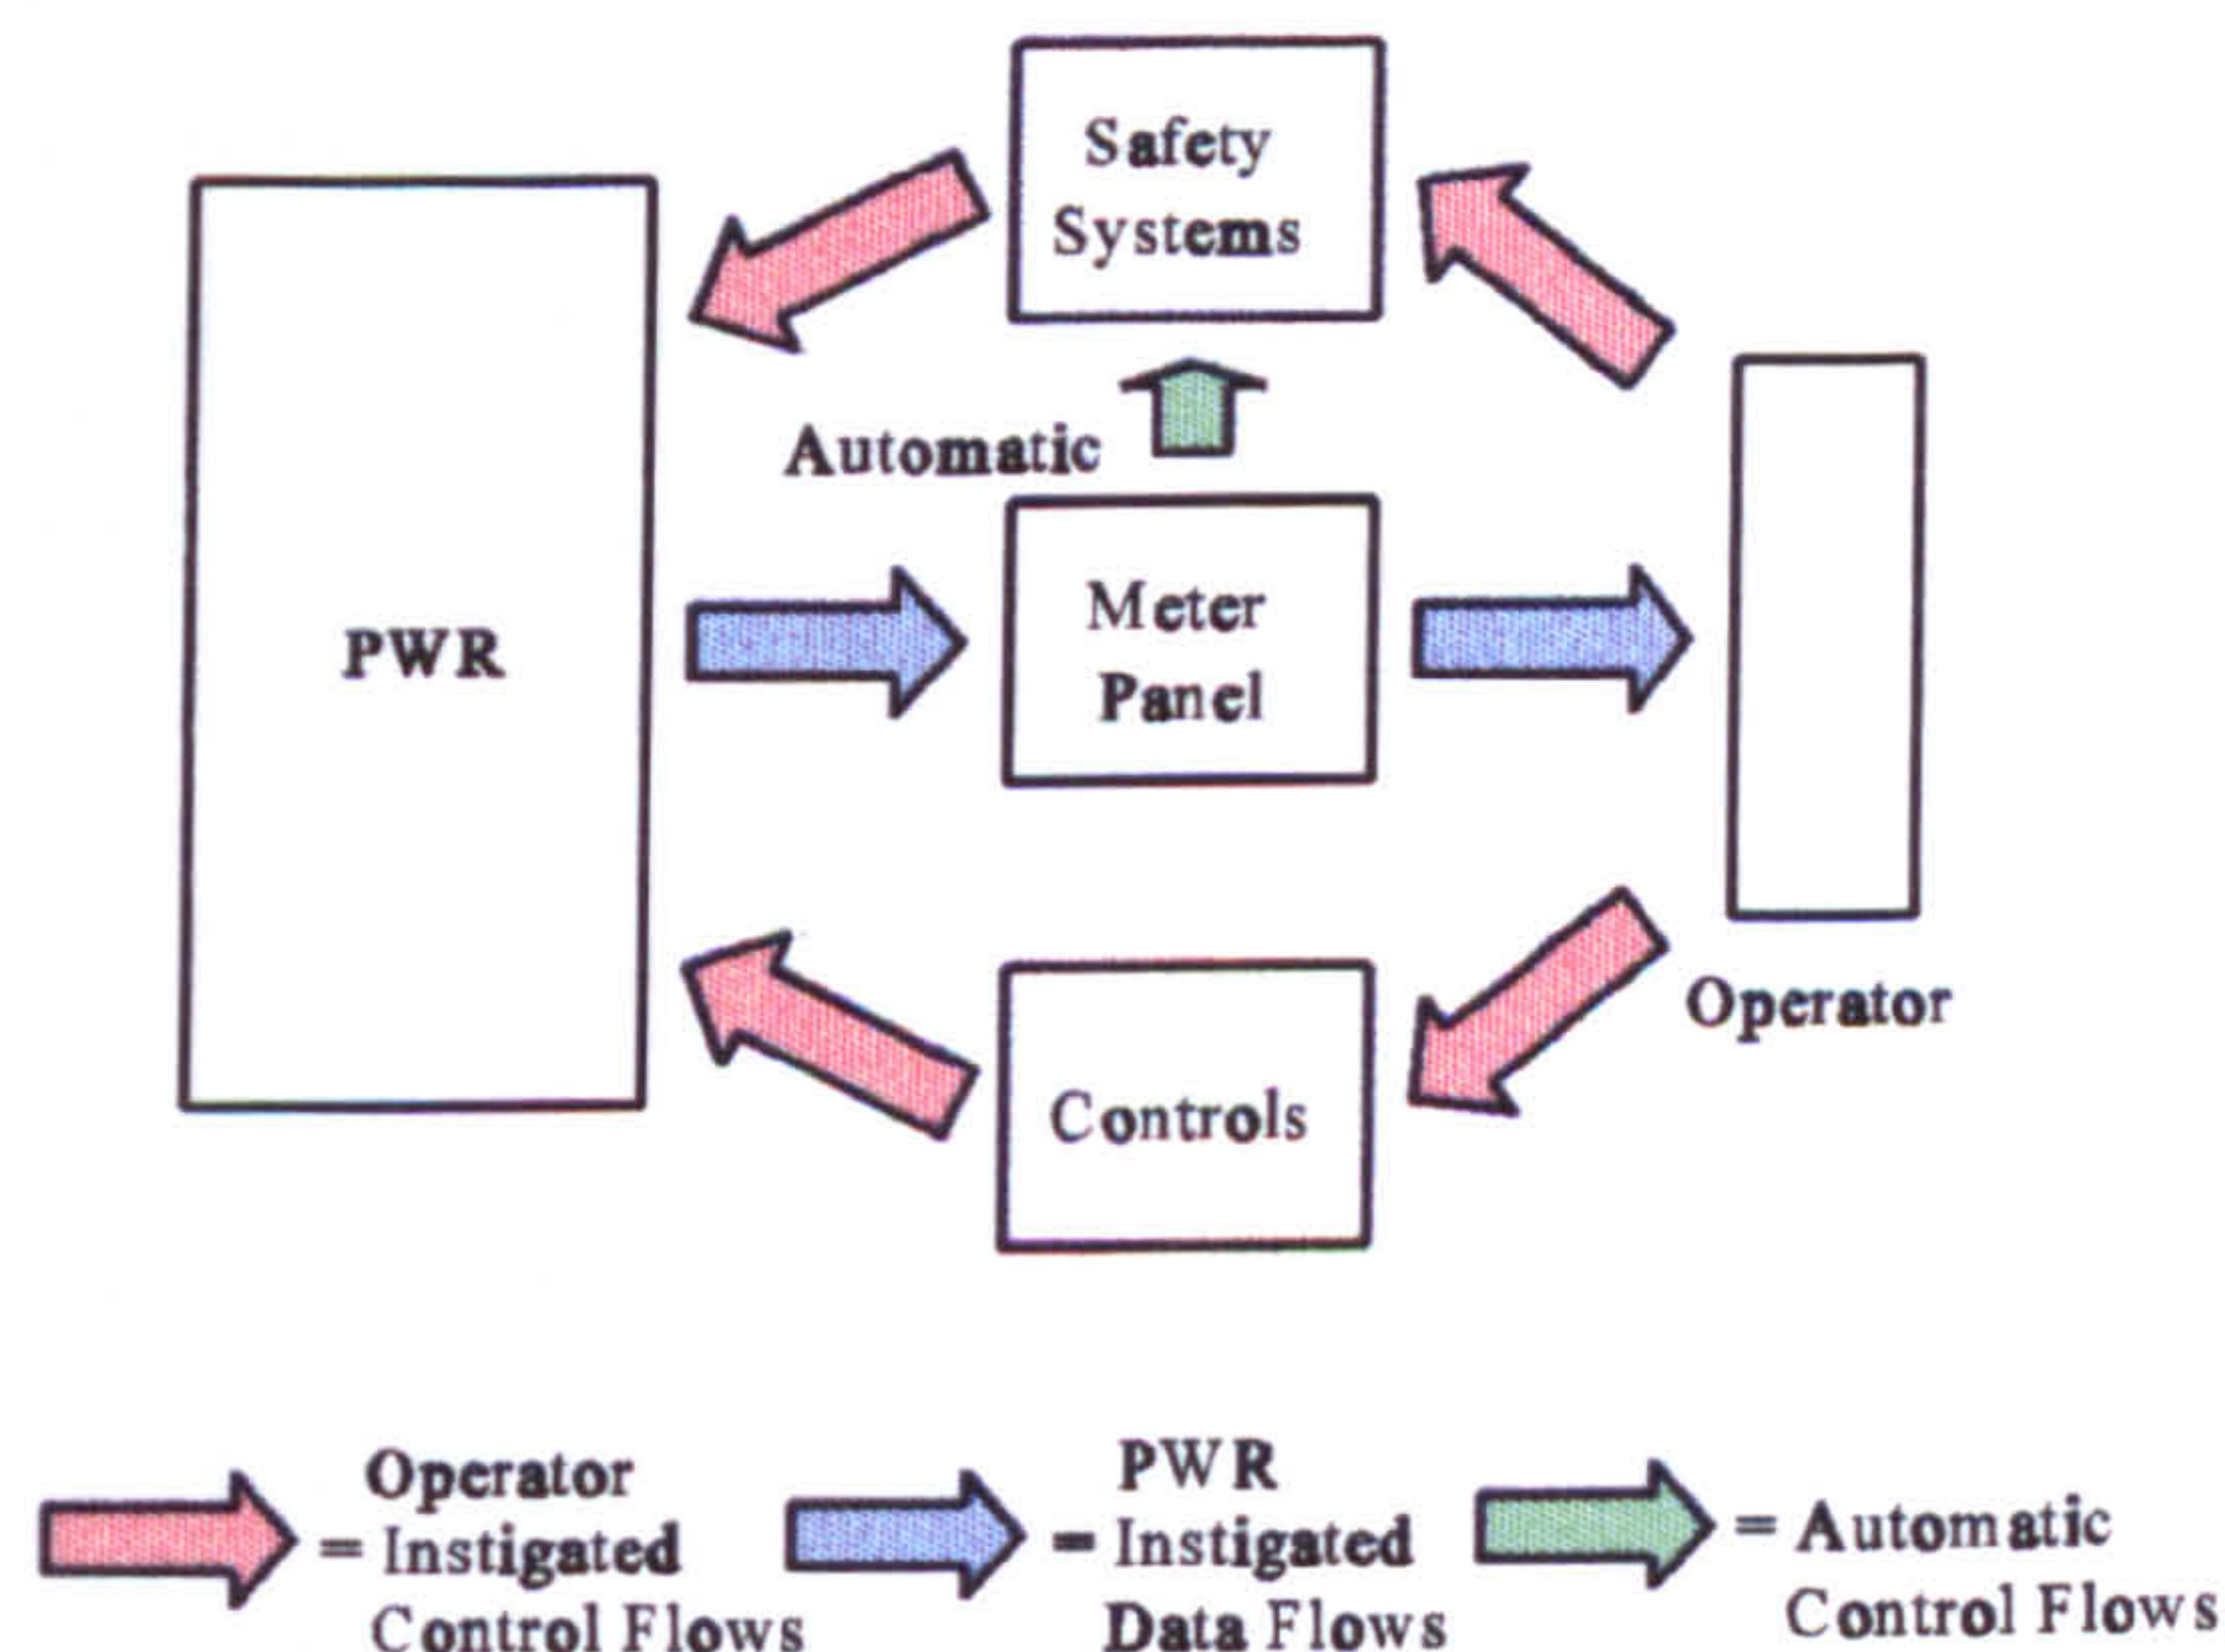 Safety
Systems
Automatic
PWR
Meter
Panel
Operator
Controls
Operator
= Instigated
Control Flows
PWR
= Instigated
Data Flows
= Automatic
Control Flows